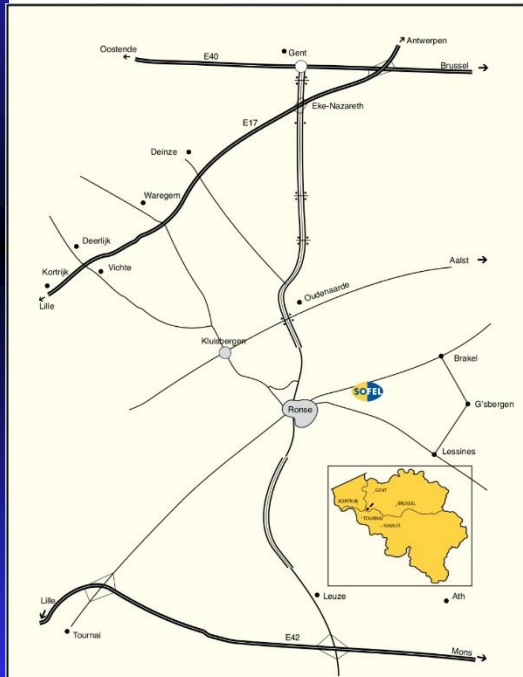 Antwerpen
Oostende
Gent
E40
Brussel
Eke-Nazareth
E17
Deinze
Waregem
Deerlijk
Vichte
Kortrijk
Lille
Aalst
Oudenaarde
Kluisbergen
Brakel
SOFEL
G'sbergen
Ronse
Lessines
GENT
KORTRIJK
BRUSSEL
TOURNAI
NAMUR
Leuze
Ath
Lille
Tournai
E42
Mons